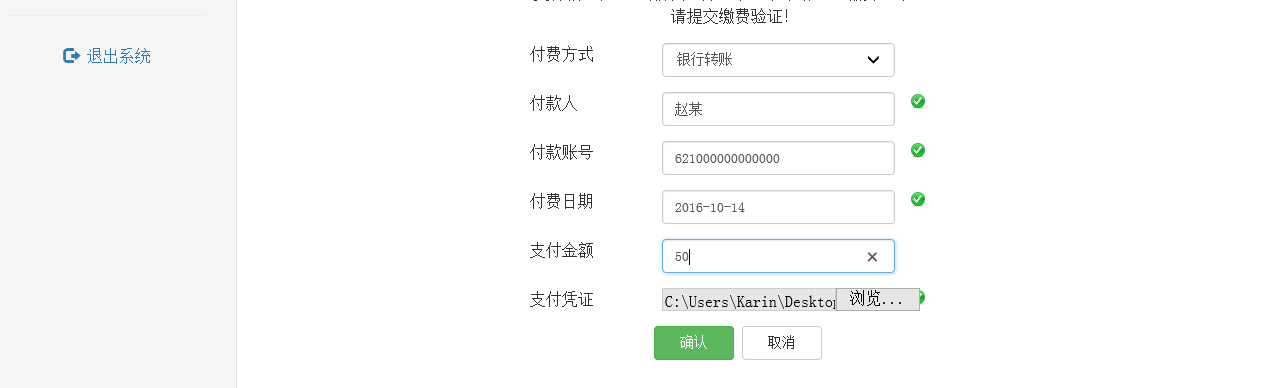 请提交缴费验证!
退出系统
付费方式
银行转账
付款人
赵某
付款账号
621000000000000
付费日期
2016-10-14
支付金额
50
支付凭证
C:\Users\Karin\Desktop
浏览...
确认
取消